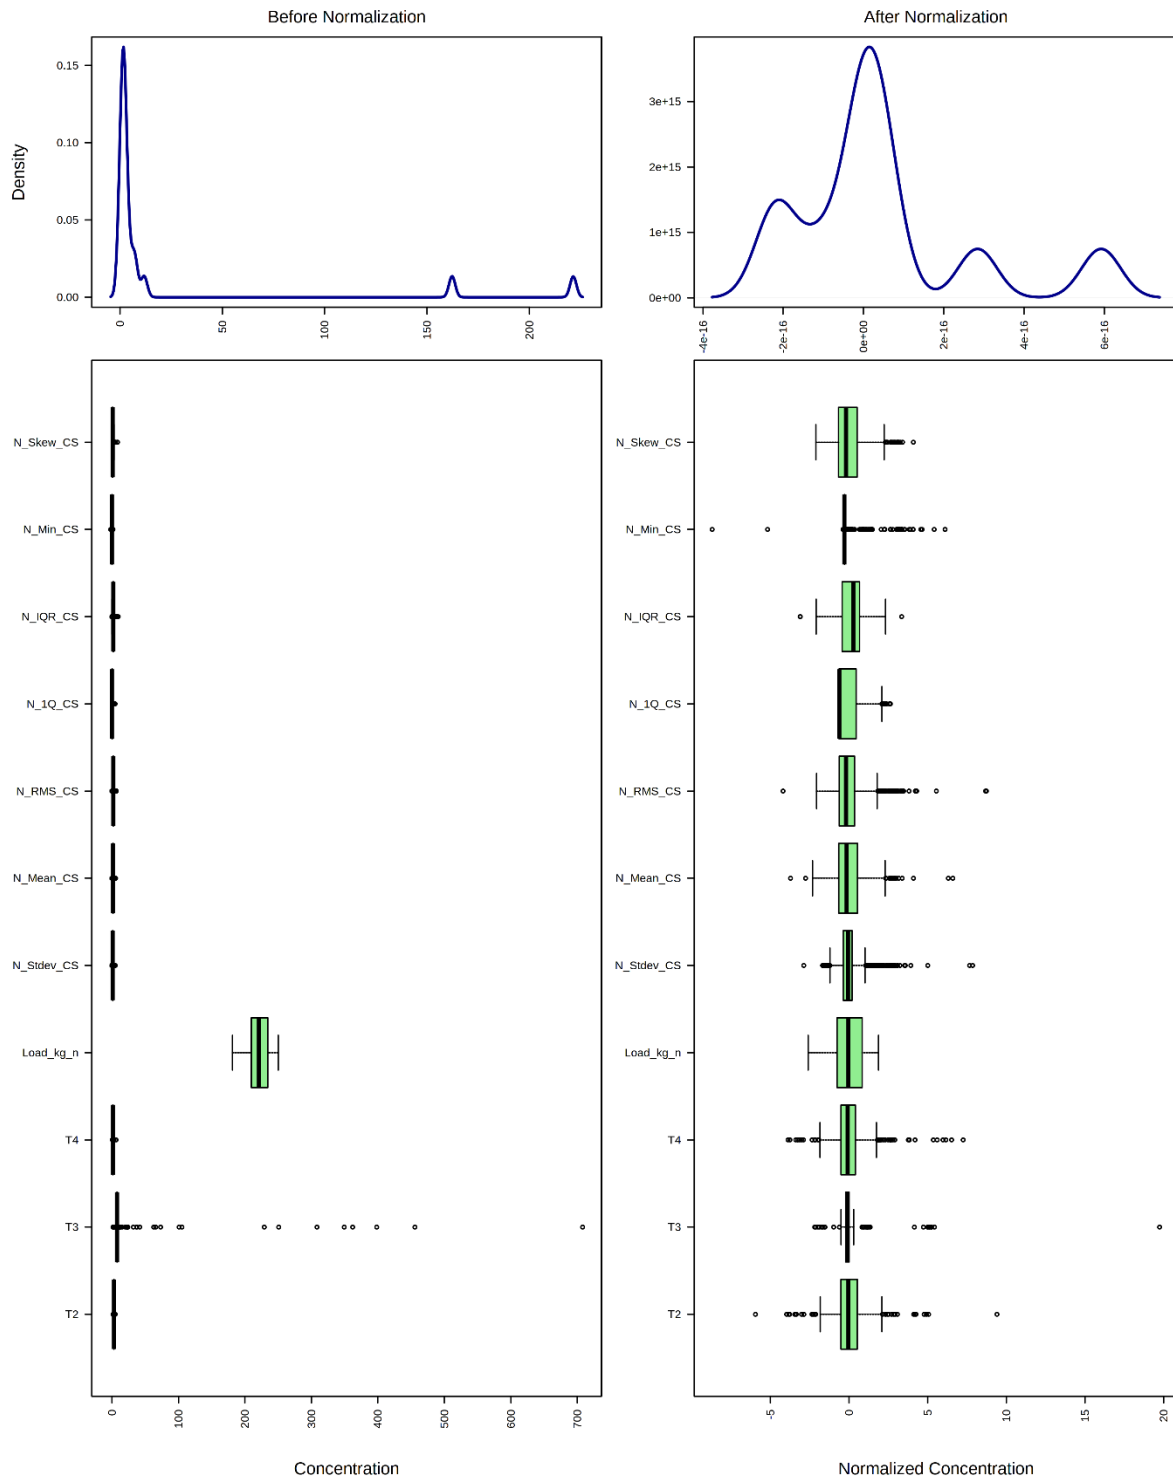 Before Normalization
After Normalization
Density
0.15
0.10
0.05
0.00
0
50
100
150
200
3e+15
2e+15
1e+15
0e+00
-4e-16
-2e-16
0e+00
2e-16
4e-16
6e-16
N_Skew_CS
N_Min_CS
N_IQR_CS
N_1Q_CS
N_RMS_CS
N_Mean_CS
N_Stdev_CS
Load_kg_n
T4
T3
T2
0
100
200
300
400
500
600
700
Concentration
N_Skew_CS
N_Min_CS
N_IQR_CS
N_1Q_CS
N_RMS_CS
N_Mean_CS
N_Stdev_CS
Load_kg_n
T4
T3
T2
-5
0
5
10
15
20
Normalized Concentration